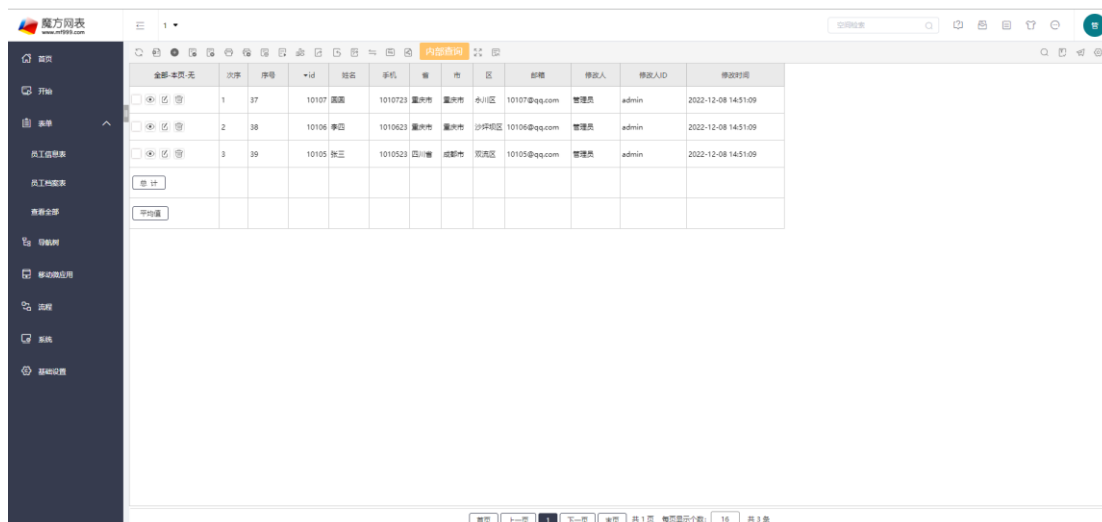 魔方网表
www.mf999.com
1
空间检索
智
首页
开始
表单
员工信息表
员工档案表
查看全部
导航树
移动微应用
流程
系统
基础设置
内部查询
全部-本页-无 次序 序号 id 姓名 手机 省 市 区 邮箱 修改人 修改人ID 修改时间
1 37 10107 圆圆 1010723 重庆市 重庆市 永川区 10107@qq.com 管理员 admin 2022-12-08 14:51:09
2 38 10106 李四 1010623 重庆市 重庆市 沙坪坝区 10106@qq.com 管理员 admin 2022-12-08 14:51:09
3 39 10105 张三 1010523 四川省 成都市 双流区 10105@qq.com 管理员 admin 2022-12-08 14:51:09
总 计
平均值
首页 上一页 1 下一页 末页 共 1 页 每页显示个数: 16 共 3 条